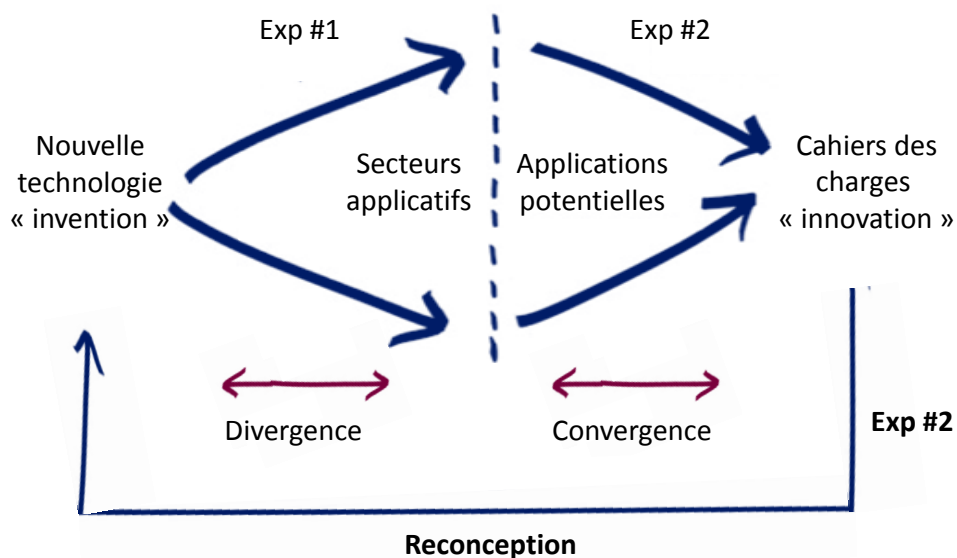 Exp #1
Exp #2
Nouvelle
technologie
« invention »
Secteurs
applicatifs
Applications
potentielles
Cahiers des
charges
« innovation »
Divergence
Convergence
Exp #2
Reconception